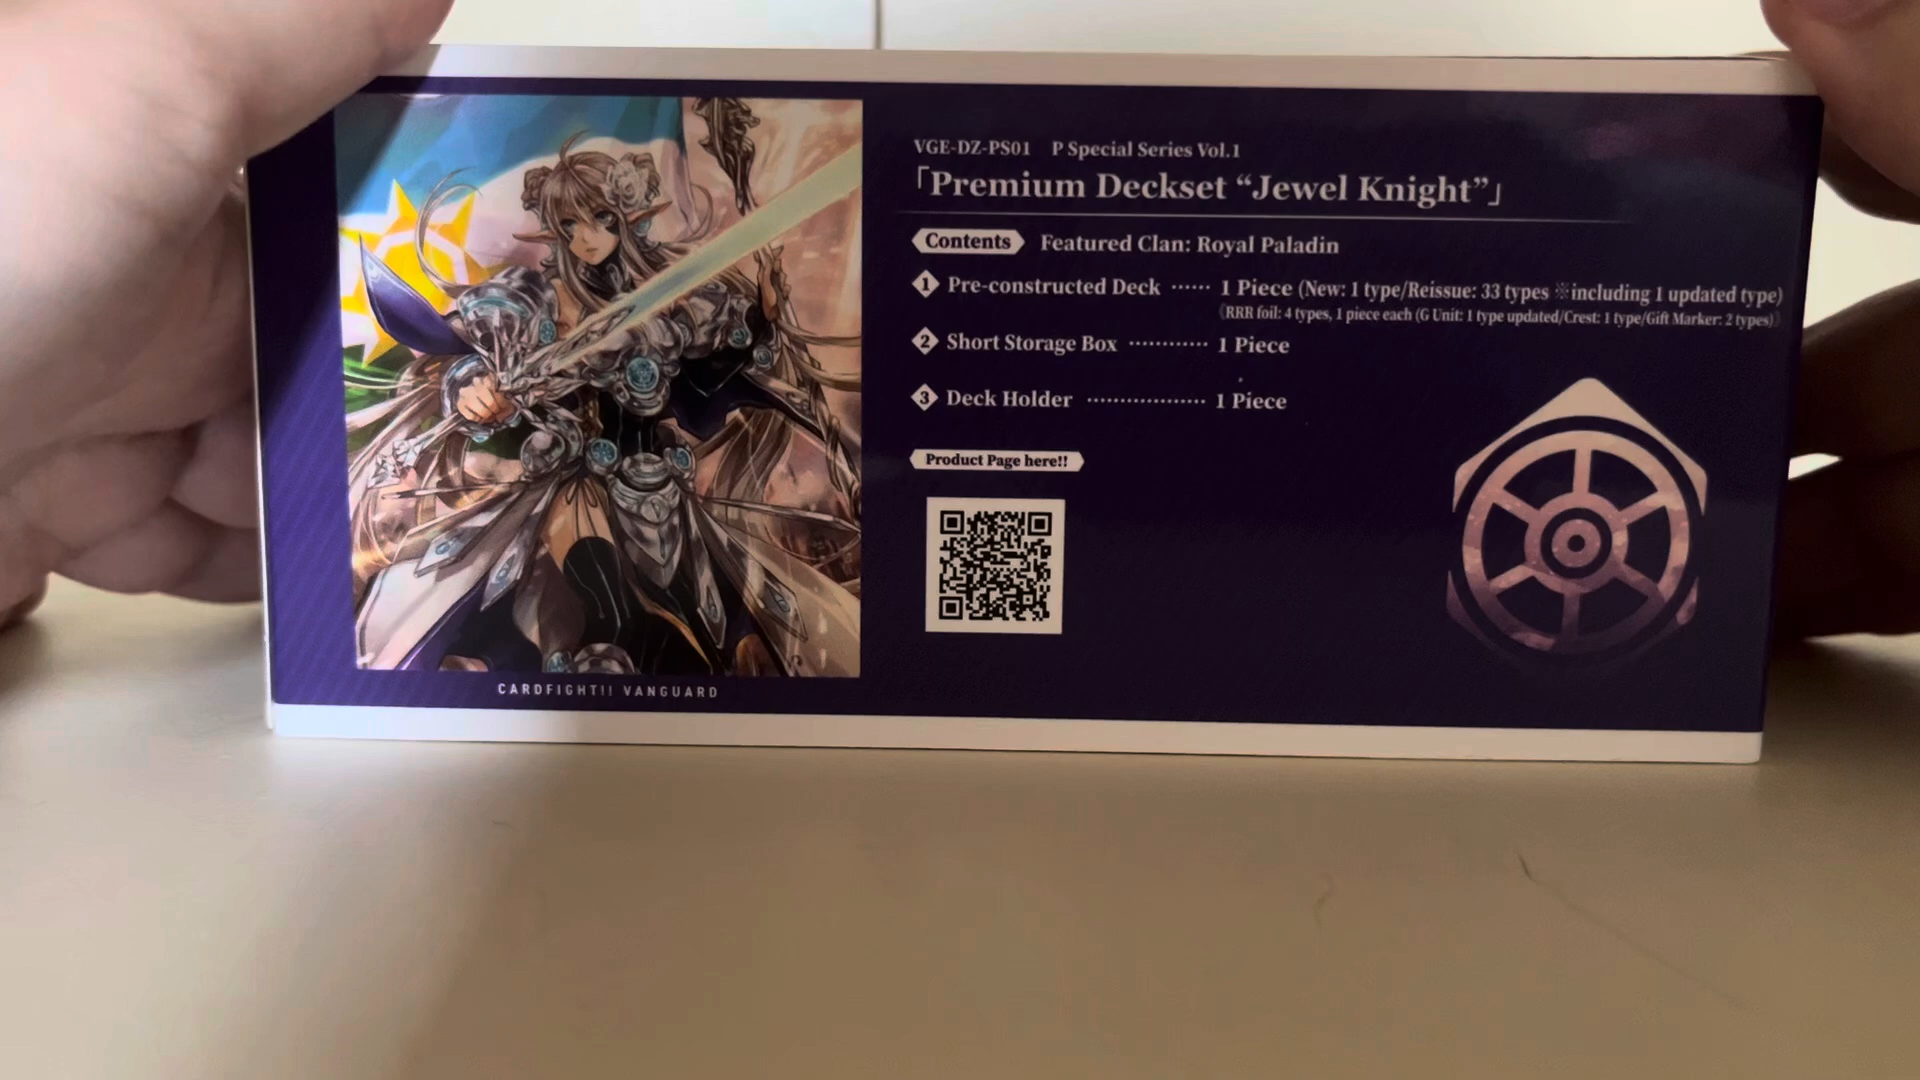 VGE-DZ-PS01 P Special Series Vol.1
「Premium Deckset “Jewel Knight”」
Contents Featured Clan: Royal Paladin
1 Pre-constructed Deck ······ 1 Piece (New: 1 type/Reissue: 33 types ※including 1 updated type)
《RRR foil: 4 types, 1 piece each (G Unit: 1 type updated/Crest: 1 type/Gift Marker: 2 types)》
2 Short Storage Box ············ 1 Piece
3 Deck Holder ·················· 1 Piece
Product Page here!!
CARDFIGHT!! VANGUARD